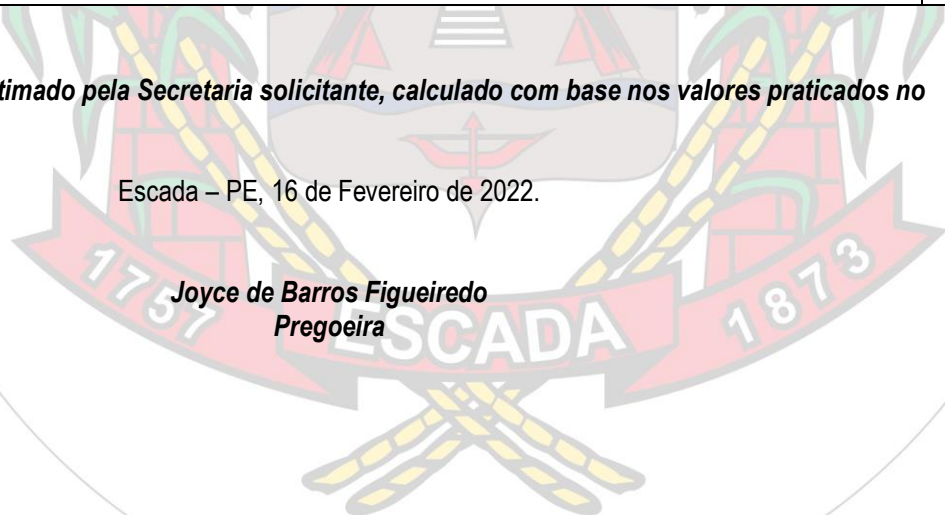 timado pela Secretaria solicitante, calculado com base nos valores praticados no
Escada – PE, 16 de Fevereiro de 2022.
Joyce de Barros Figueiredo
Pregoeira
1757 ESCADA 1873